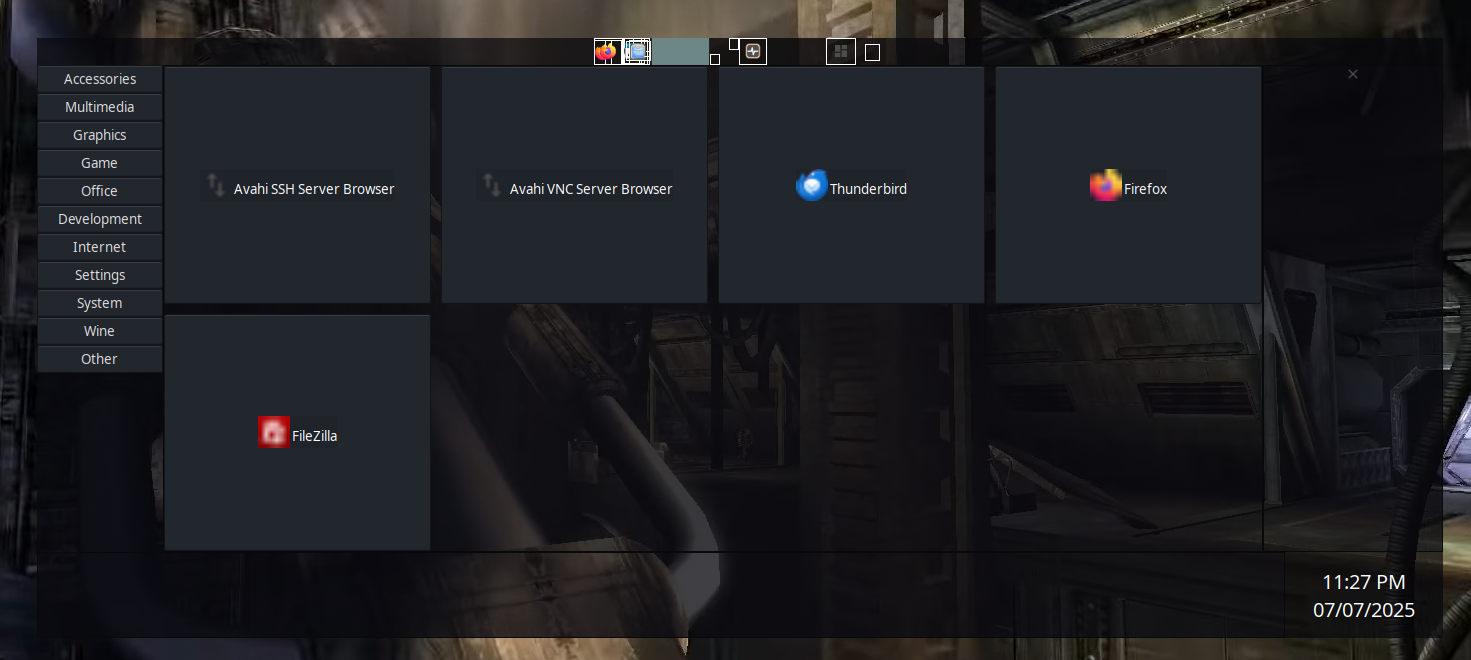 Accessories
Multimedia
Graphics
Game
Office
Development
Internet
Settings
System
Wine
Other
Avahi SSH Server Browser
Avahi VNC Server Browser
Thunderbird
Firefox
FileZilla
11:27 PM
07/07/2025